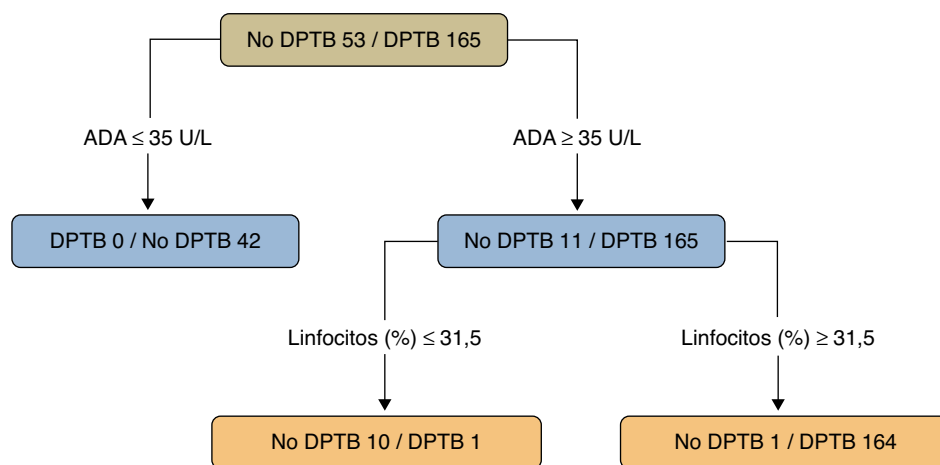 No DPTB 53 / DPTB 165
ADA ≤ 35 U/L
ADA ≥ 35 U/L
DPTB 0 / No DPTB 42
No DPTB 11 / DPTB 165
Linfocitos (%) ≤ 31,5
Linfocitos (%) ≥ 31,5
No DPTB 10 / DPTB 1
No DPTB 1 / DPTB 164